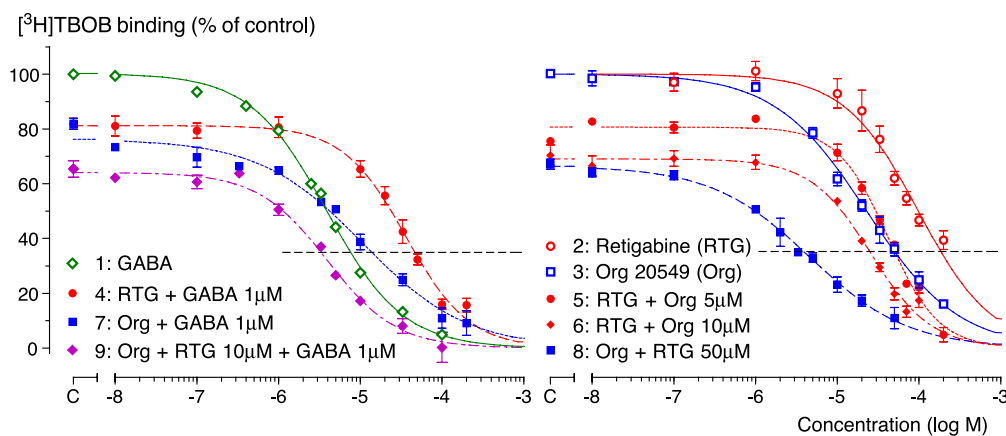 [³H]TBOB binding (% of control)
100
80
60
40
20
0
1: GABA
4: RTG + GABA 1µM
7: Org + GABA 1µM
9: Org + RTG 10µM + GABA 1µM
2: Retigabine (RTG)
3: Org 20549 (Org)
5: RTG + Org 5µM
6: RTG + Org 10µM
8: Org + RTG 50µM
C -8 -7 -6 -5 -4 -3
C -8 -7 -6 -5 -4 -3
Concentration (log M)